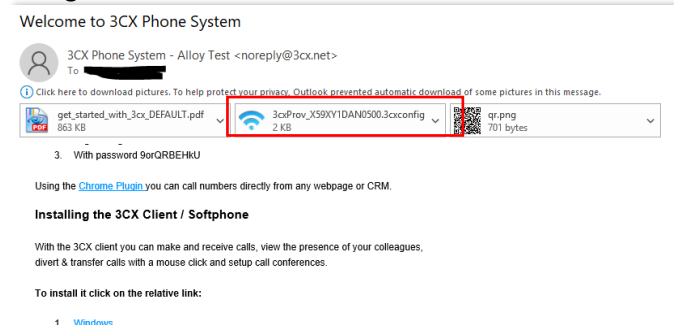 Welcome to 3CX Phone System
3CX Phone System - Alloy Test <noreply@3cx.net>
To
Click here to download pictures. To help protect your privacy, Outlook prevented automatic download of some pictures in this message.
get_started_with_3cx_DEFAULT.pdf
863 KB
3cxProv_X59XY1DAN0500.3cxconfig
2 KB
qr.png
701 bytes
3. With password 9orQRBEHkU
Using the Chrome Plugin you can call numbers directly from any webpage or CRM.
Installing the 3CX Client / Softphone
With the 3CX client you can make and receive calls, view the presence of your colleagues,
divert & transfer calls with a mouse click and setup call conferences.
To install it click on the relative link:
1. Windows